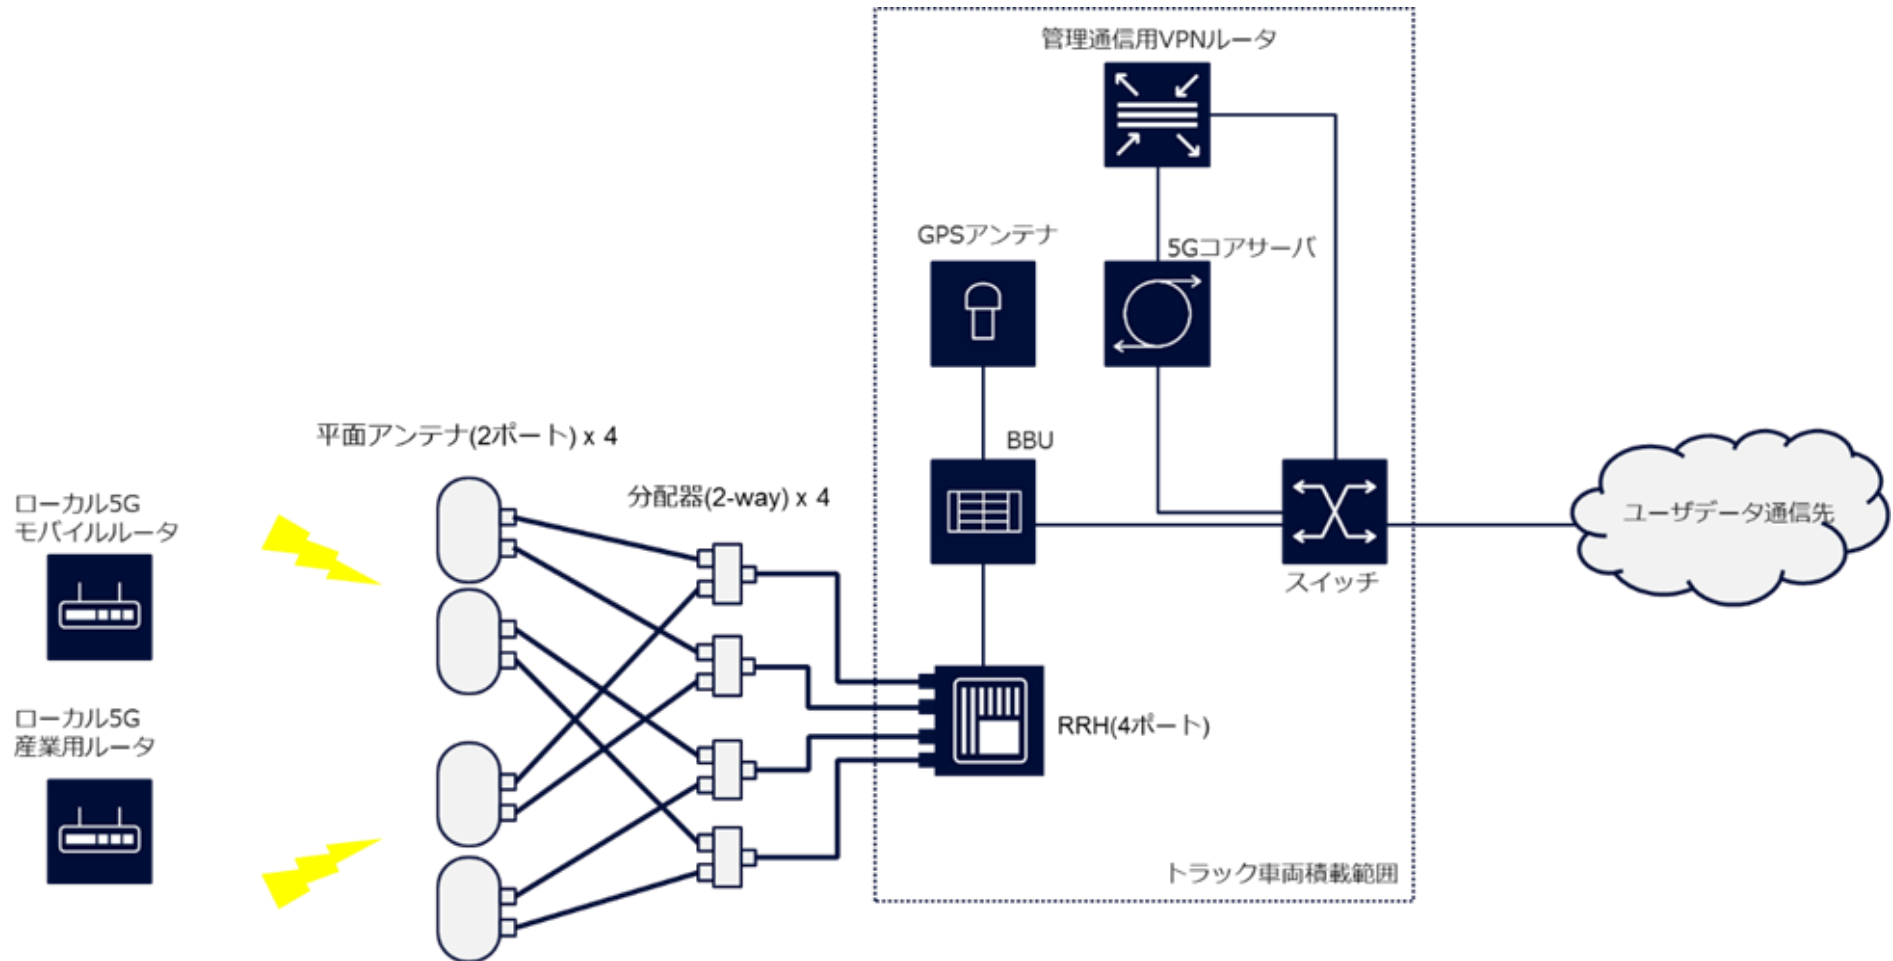 管理通信用VPNルータ
GPSアンテナ
5Gコアサーバ
平面アンテナ(2ポート) x 4
BBU
分配器(2-way) x 4
ローカル5G
モバイルルータ
ユーザデータ通信先
スイッチ
ローカル5G
産業用ルータ
RRH(4ポート)
トラック車両積載範囲